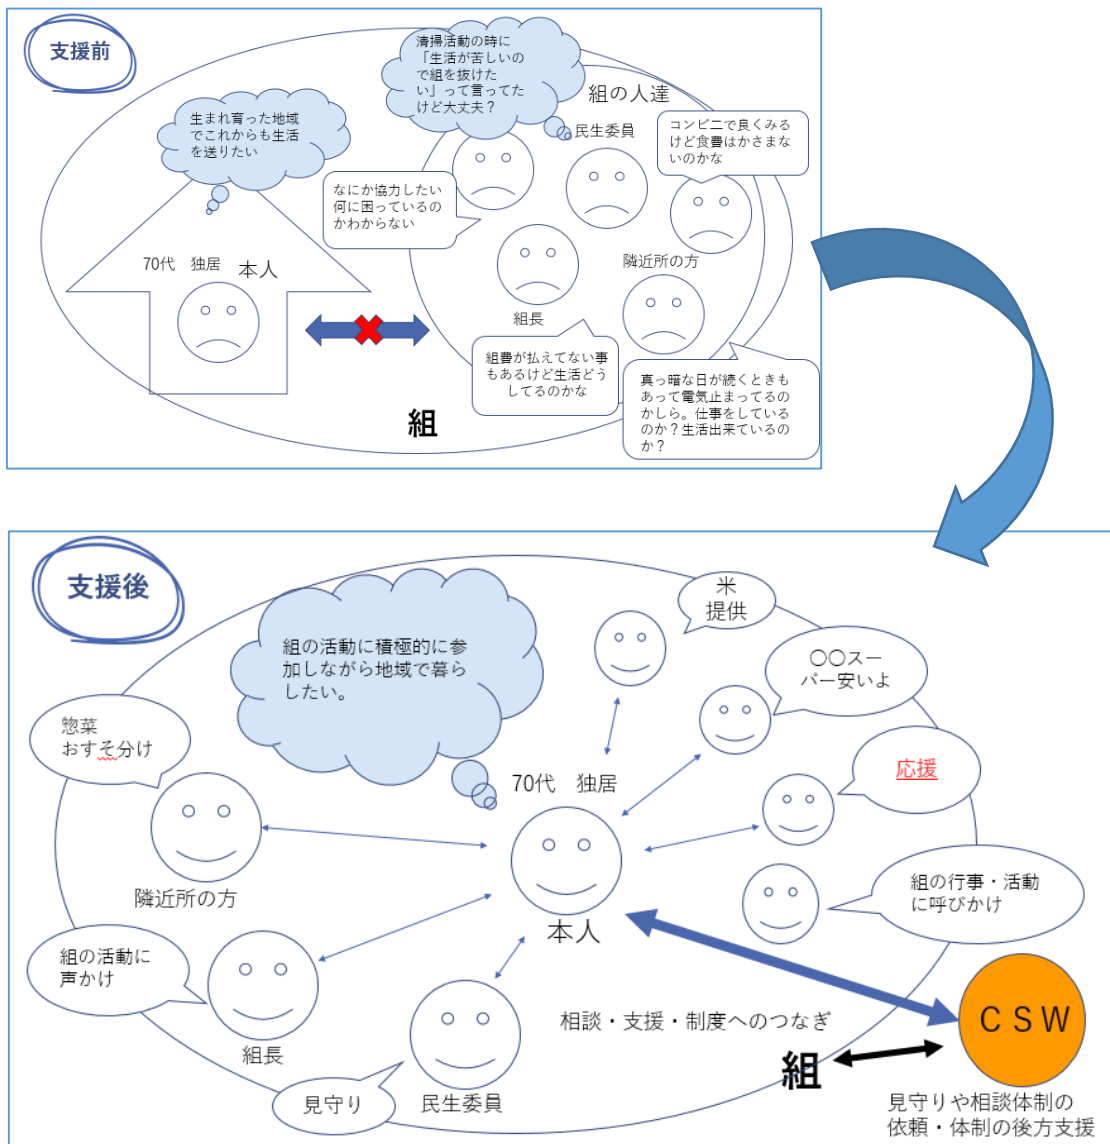 支援前
清掃活動の時に
「生活が苦しいの
で組を抜けた
い」って言ってた
けど大丈夫？
組の人達
民生委員
コンビニで良くみる
けど食費はかさまな
いのかな
生まれ育った地域
でこれからも生活
を送りたい
なにか協力したい
何に困っているの
かわからない
70代　独居　本人
隣近所の方
組長
組費が払えてない事
もあるけど生活どう
してるのかな
真っ暗な日が続くときも
あって電気止まってるの
かしら。仕事をしている
のか？生活出来ているの
か？
組
支援後
組の活動に積極的に参
加しながら地域で暮ら
したい。
米
提供
〇〇スー
パー安いよ
惣菜
おすそ分け
応援
70代　独居
本人
隣近所の方
組の行事・活動
に呼びかけ
組の活動に
声かけ
組長
見守り
民生委員
相談・支援・制度へのつなぎ
組
ＣＳＷ
見守りや相談体制の
依頼・体制の後方支援